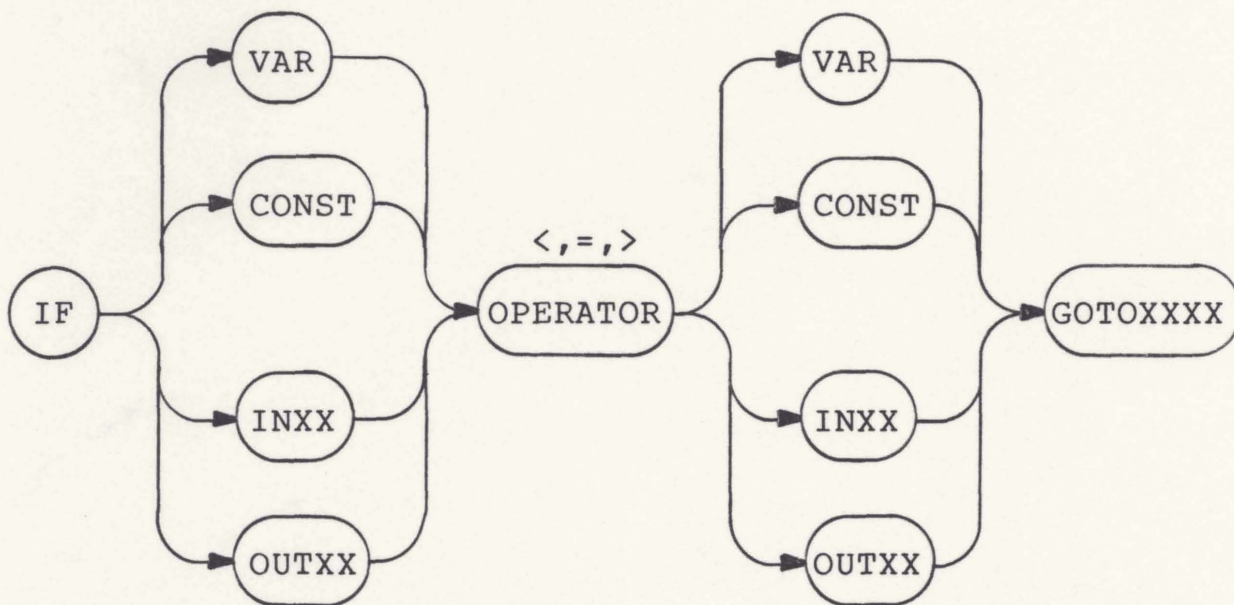 VAR
VAR
CONST
CONST
<,=,>
IF
OPERATOR
GOTOXXXX
INXX
INXX
OUTXX
OUTXX